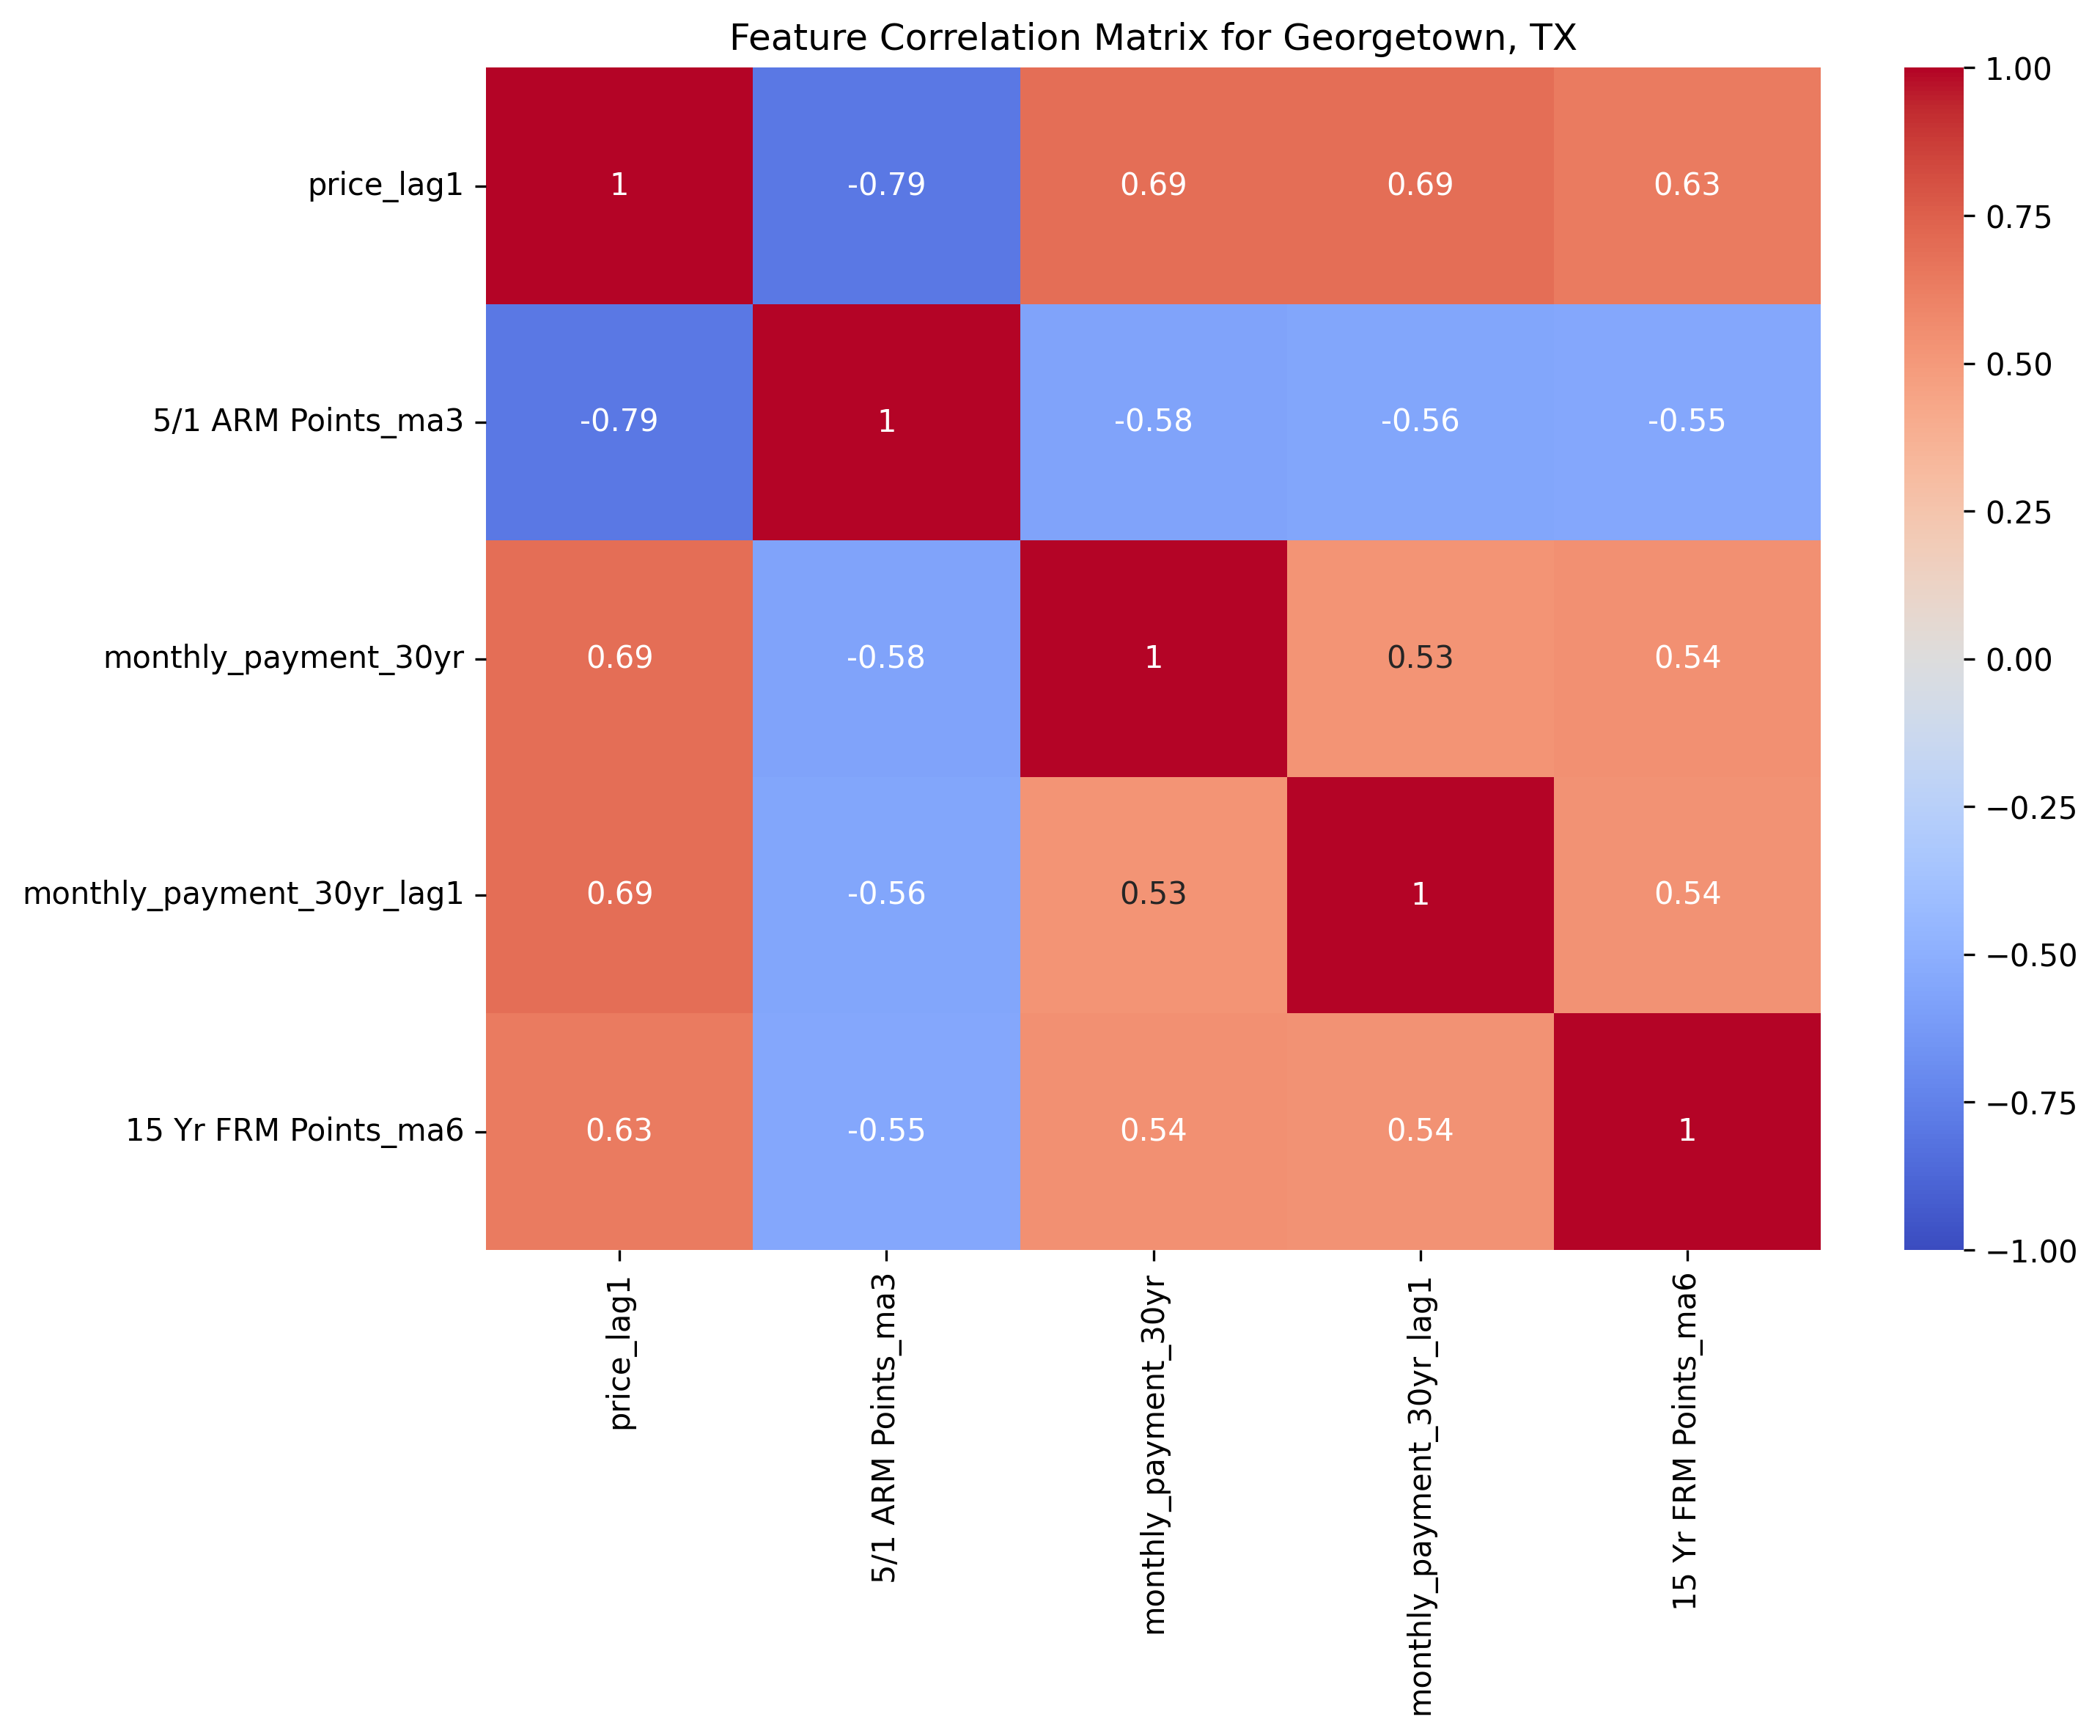 Feature Correlation Matrix for Georgetown, TX
price_lag1 1 -0.79 0.69 0.69 0.63
5/1 ARM Points_ma3 -0.79 1 -0.58 -0.56 -0.55
monthly_payment_30yr 0.69 -0.58 1 0.53 0.54
monthly_payment_30yr_lag1 0.69 -0.56 0.53 1 0.54
15 Yr FRM Points_ma6 0.63 -0.55 0.54 0.54 1
price_lag1
5/1 ARM Points_ma3
monthly_payment_30yr
monthly_payment_30yr_lag1
15 Yr FRM Points_ma6
1.00
0.75
0.50
0.25
0.00
−0.25
−0.50
−0.75
−1.00